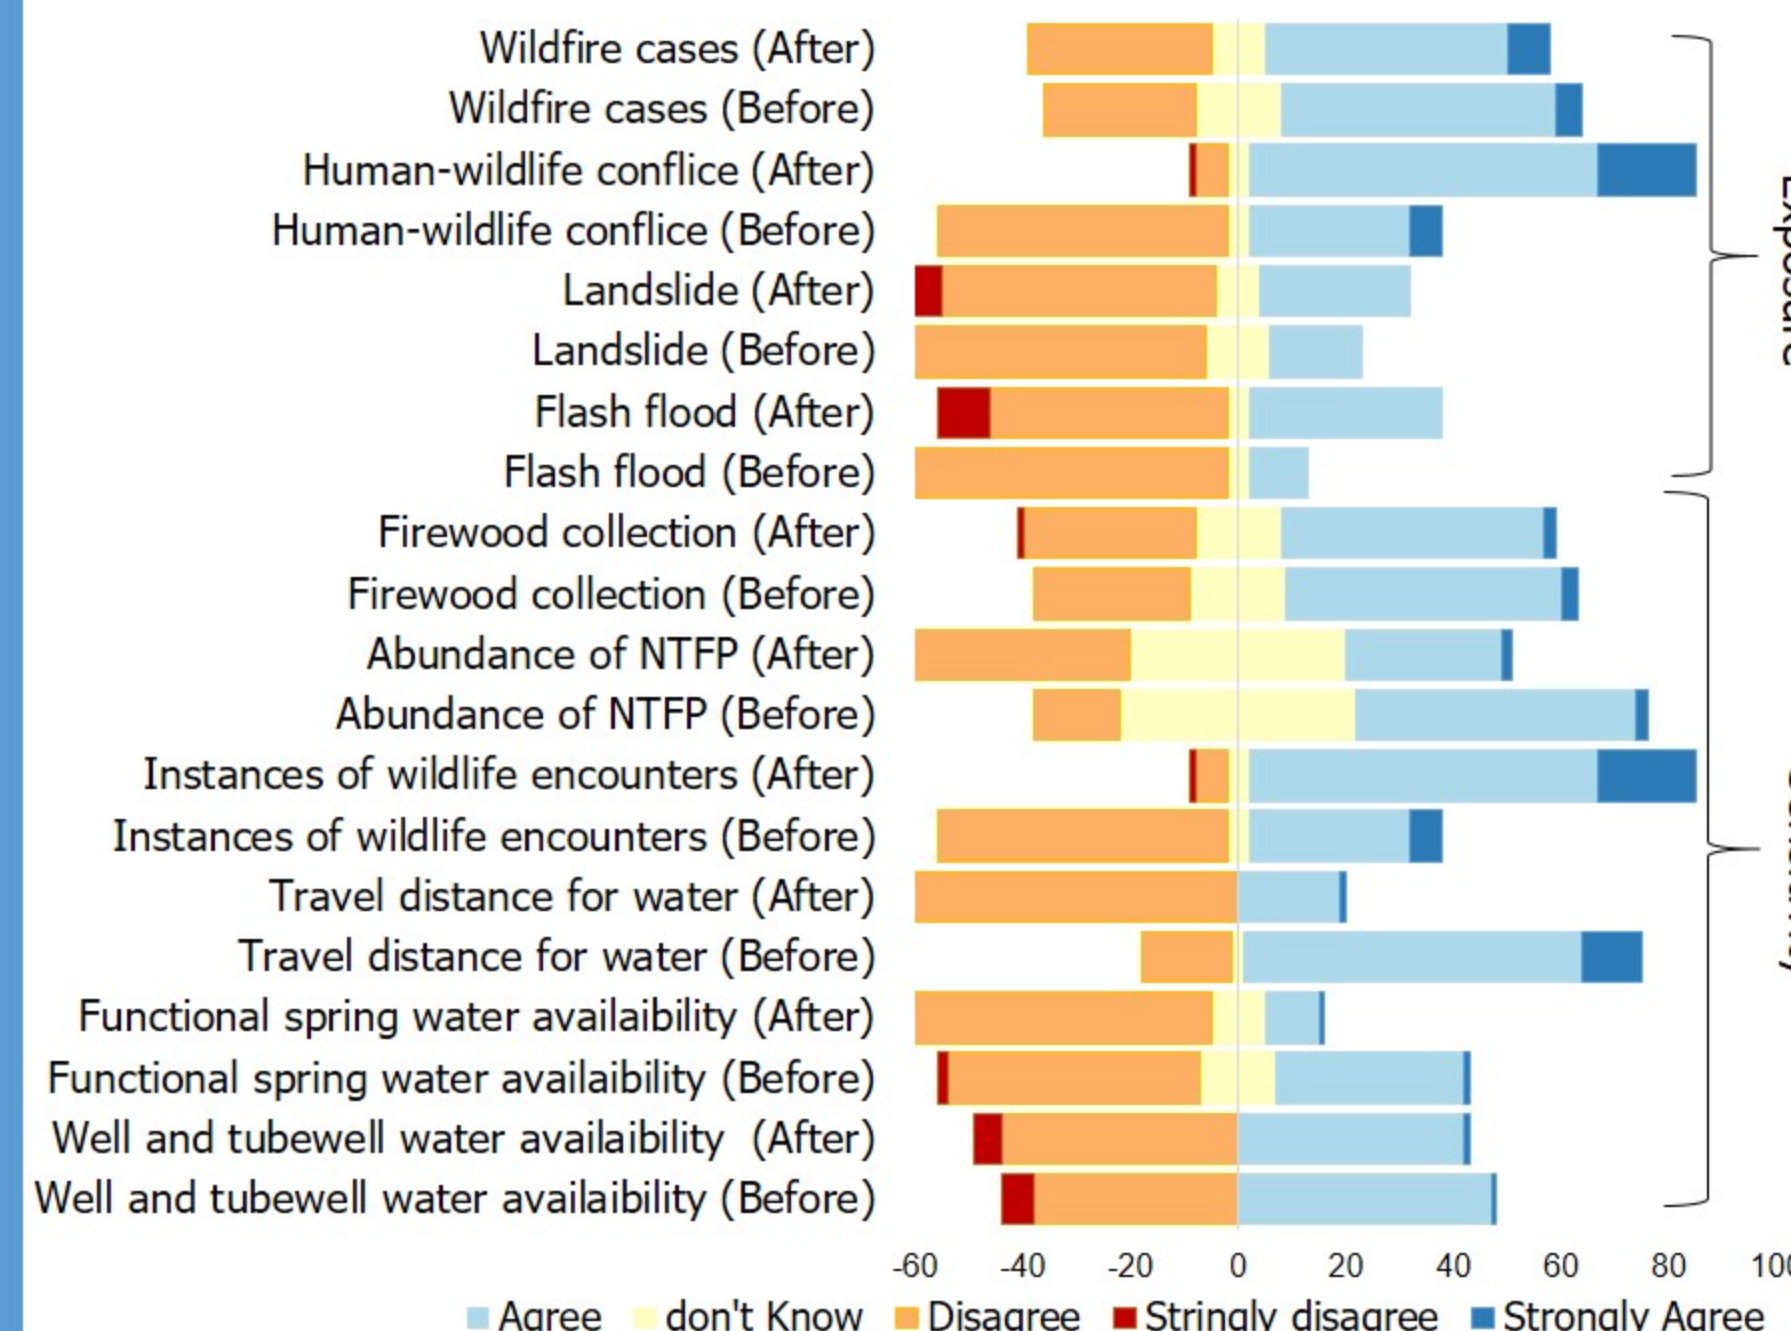 Wildfire cases (After)
Wildfire cases (Before)
Human-wildlife conflice (After)
Human-wildlife conflice (Before)
Landslide (After)
Landslide (Before)
Flash flood (After)
Flash flood (Before)
Firewood collection (After)
Firewood collection (Before)
Abundance of NTFP (After)
Abundance of NTFP (Before)
Instances of wildlife encounters (After)
Instances of wildlife encounters (Before)
Travel distance for water (After)
Travel distance for water (Before)
Functional spring water availaibility (After)
Functional spring water availaibility (Before)
Well and tubewell water availaibility  (After)
Well and tubewell water availaibility (Before)
-60 -40 -20 0 20 40 60 80 100
Agree don't Know Disagree Stringly disagree Strongly Agree
Exposure